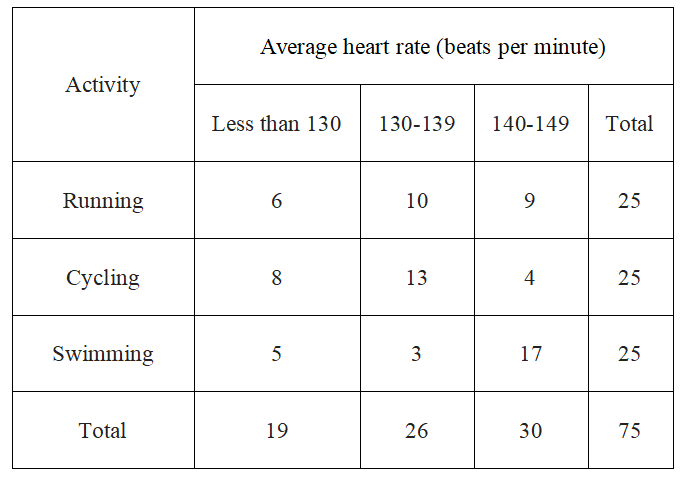 Activity
Average heart rate (beats per minute)
Less than 130 130-139 140-149 Total
Running 6 10 9 25
Cycling 8 13 4 25
Swimming 5 3 17 25
Total 19 26 30 75